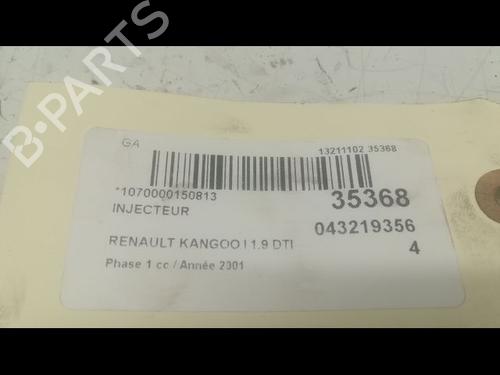 B-PARTS
GA
13211102 35368
*1070000150813
35368
INJECTEUR
043219356
4
RENAULT KANGOO I 1.9 DTI
Phase 1 cc / Année 2001